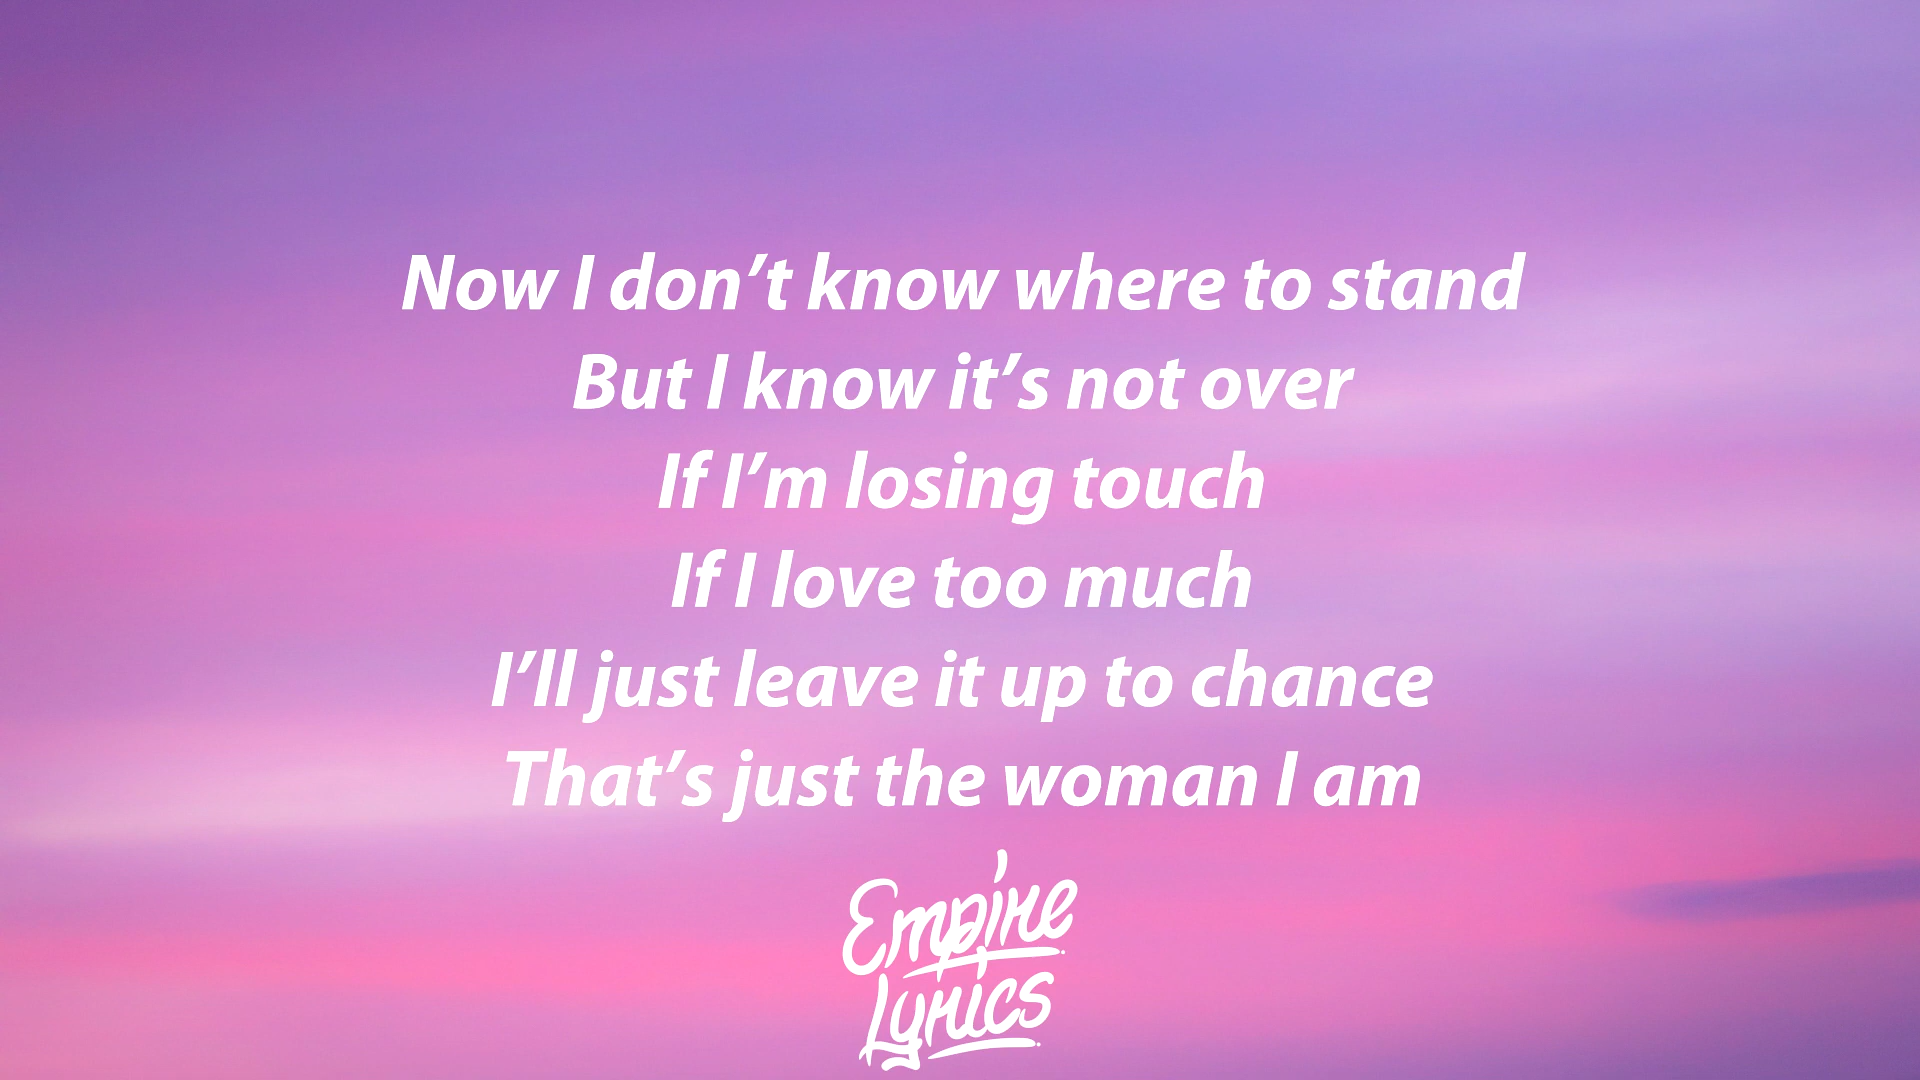 Now I don’t know where to stand
But I know it’s not over
If I’m losing touch
If I love too much
I’ll just leave it up to chance
That’s just the woman I am
Empire
Lyrics